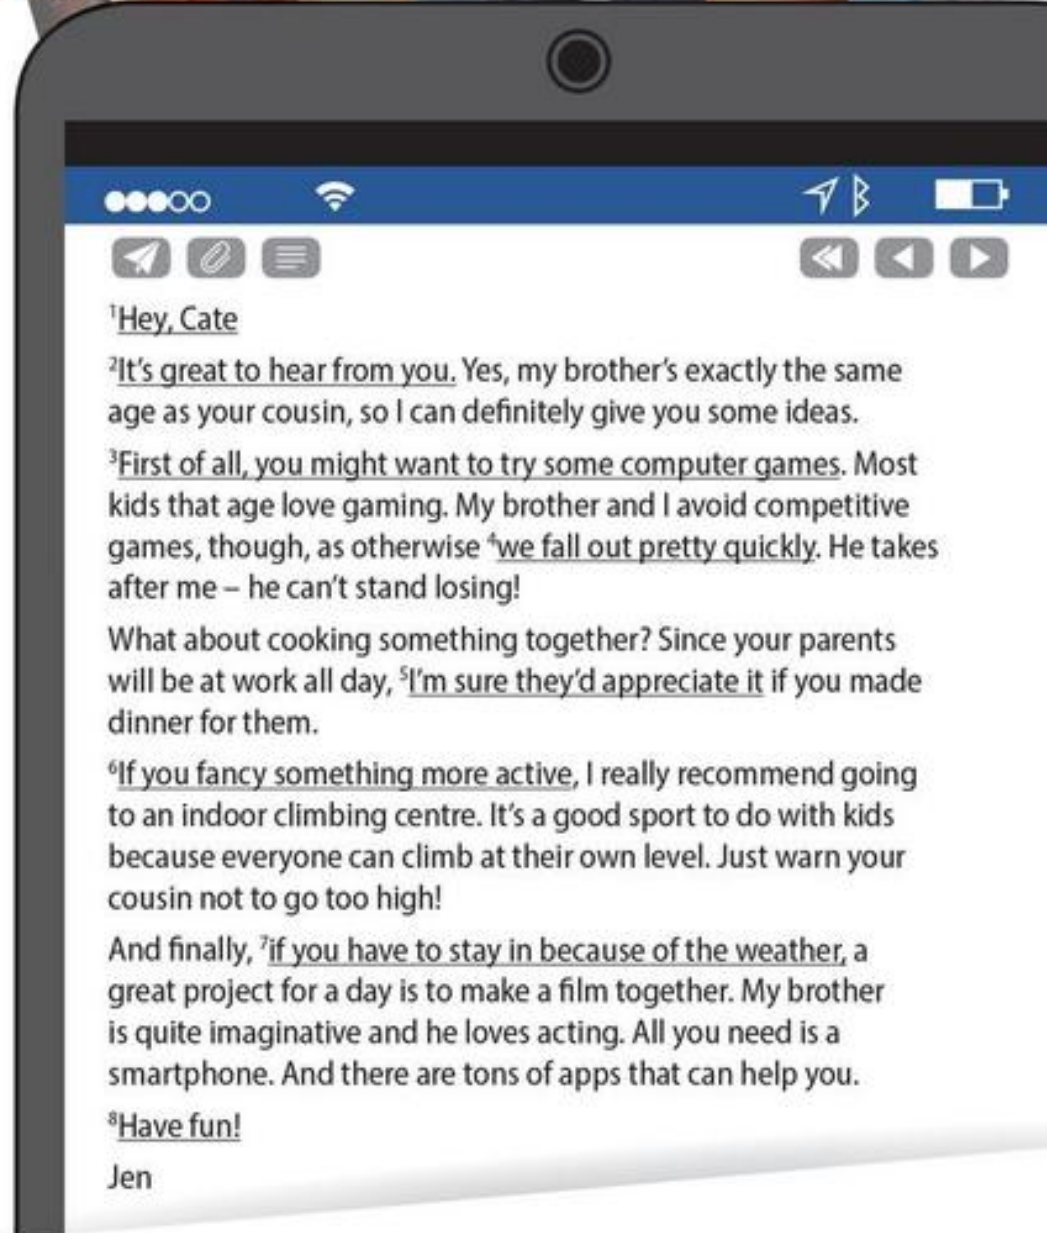 ¹Hey, Cate
²It's great to hear from you. Yes, my brother's exactly the same
age as your cousin, so I can definitely give you some ideas.
³First of all, you might want to try some computer games. Most
kids that age love gaming. My brother and I avoid competitive
games, though, as otherwise ⁴we fall out pretty quickly. He takes
after me – he can't stand losing!
What about cooking something together? Since your parents
will be at work all day, ⁵I'm sure they'd appreciate it if you made
dinner for them.
⁶If you fancy something more active, I really recommend going
to an indoor climbing centre. It's a good sport to do with kids
because everyone can climb at their own level. Just warn your
cousin not to go too high!
And finally, ⁷if you have to stay in because of the weather, a
great project for a day is to make a film together. My brother
is quite imaginative and he loves acting. All you need is a
smartphone. And there are tons of apps that can help you.
⁸Have fun!
Jen